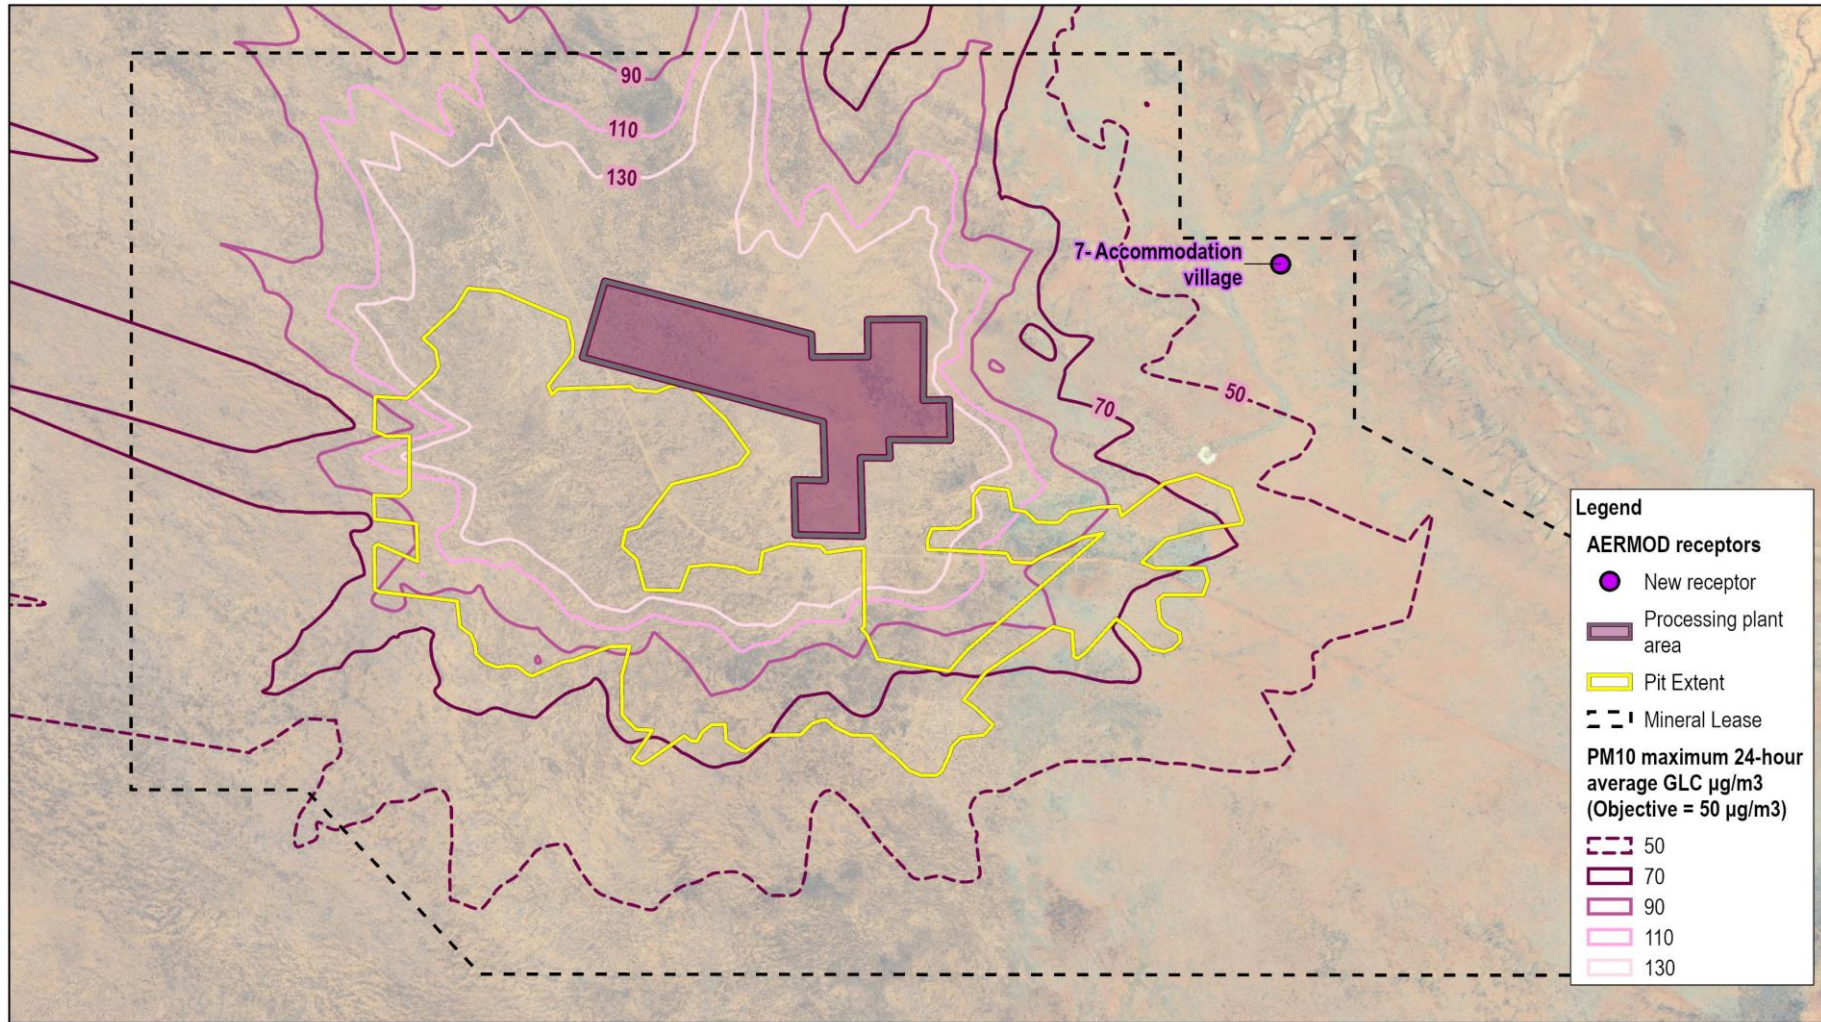 90
110
130
7- Accommodation
village
50
70
Legend
AERMOD receptors
New receptor
Processing plant
area
Pit Extent
Mineral Lease
PM10 maximum 24-hour
average GLC µg/m3
(Objective = 50 µg/m3)
50
70
90
110
130